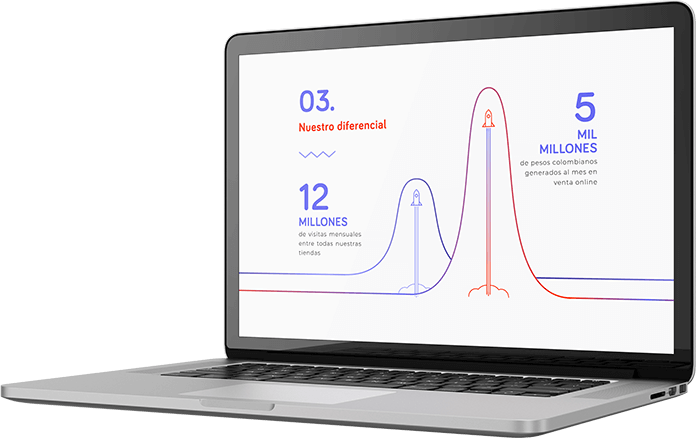 03.
Nuestro diferencial
12
MILLONES
de visitas mensuales
entre todas nuestras
tiendas
5
MIL
MILLONES
de pesos colombianos
generados al mes en
venta online